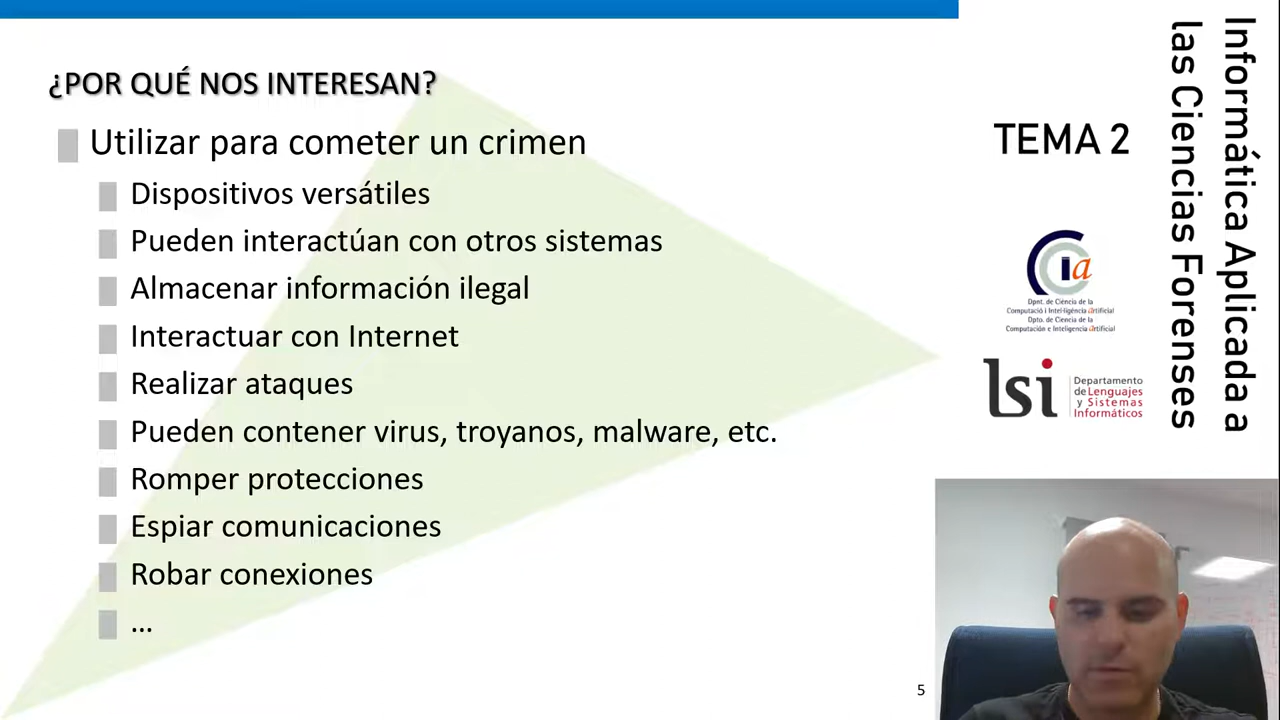 ¿POR QUÉ NOS INTERESAN?
Utilizar para cometer un crimen
Dispositivos versátiles
Pueden interactúan con otros sistemas
Almacenar información ilegal
Interactuar con Internet
Realizar ataques
Pueden contener virus, troyanos, malware, etc.
Romper protecciones
Espiar comunicaciones
Robar conexiones
...
5
TEMA 2
Informática Aplicada a
las Ciencias Forenses
Cia
Dpnt. de Ciència de la
Computació i Intel·ligència artificial
Dpto. de Ciencia de la
Computación e Inteligencia artificial
lsi
Departamento
de Lenguajes
y Sistemas
Informáticos